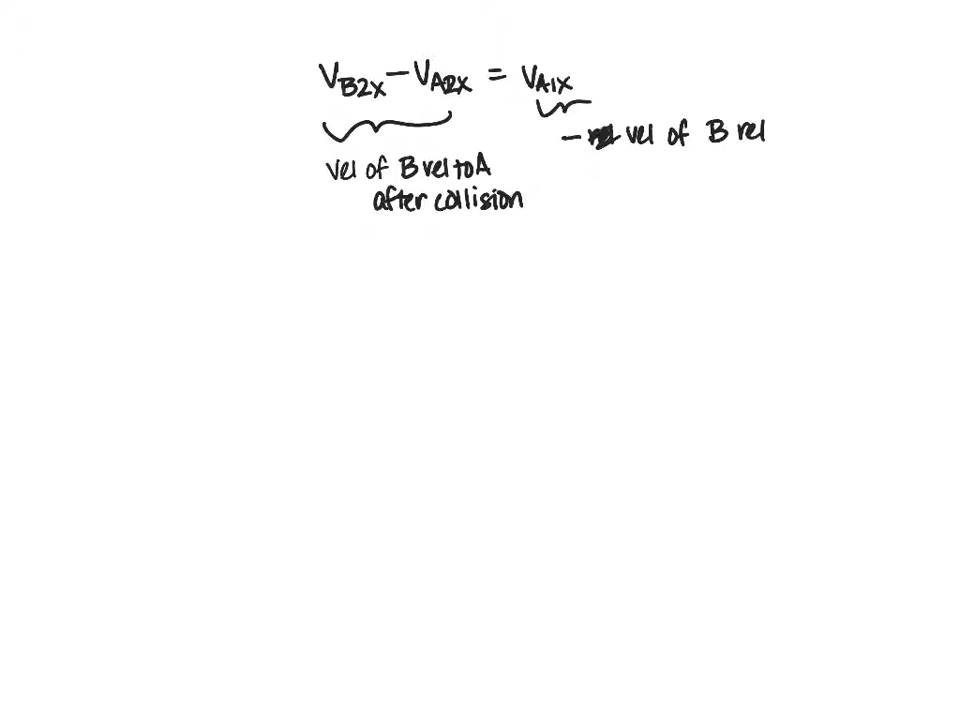 VB2x - VA2x = VA1x
- vel of B rel
vel of B rel to A
after collision